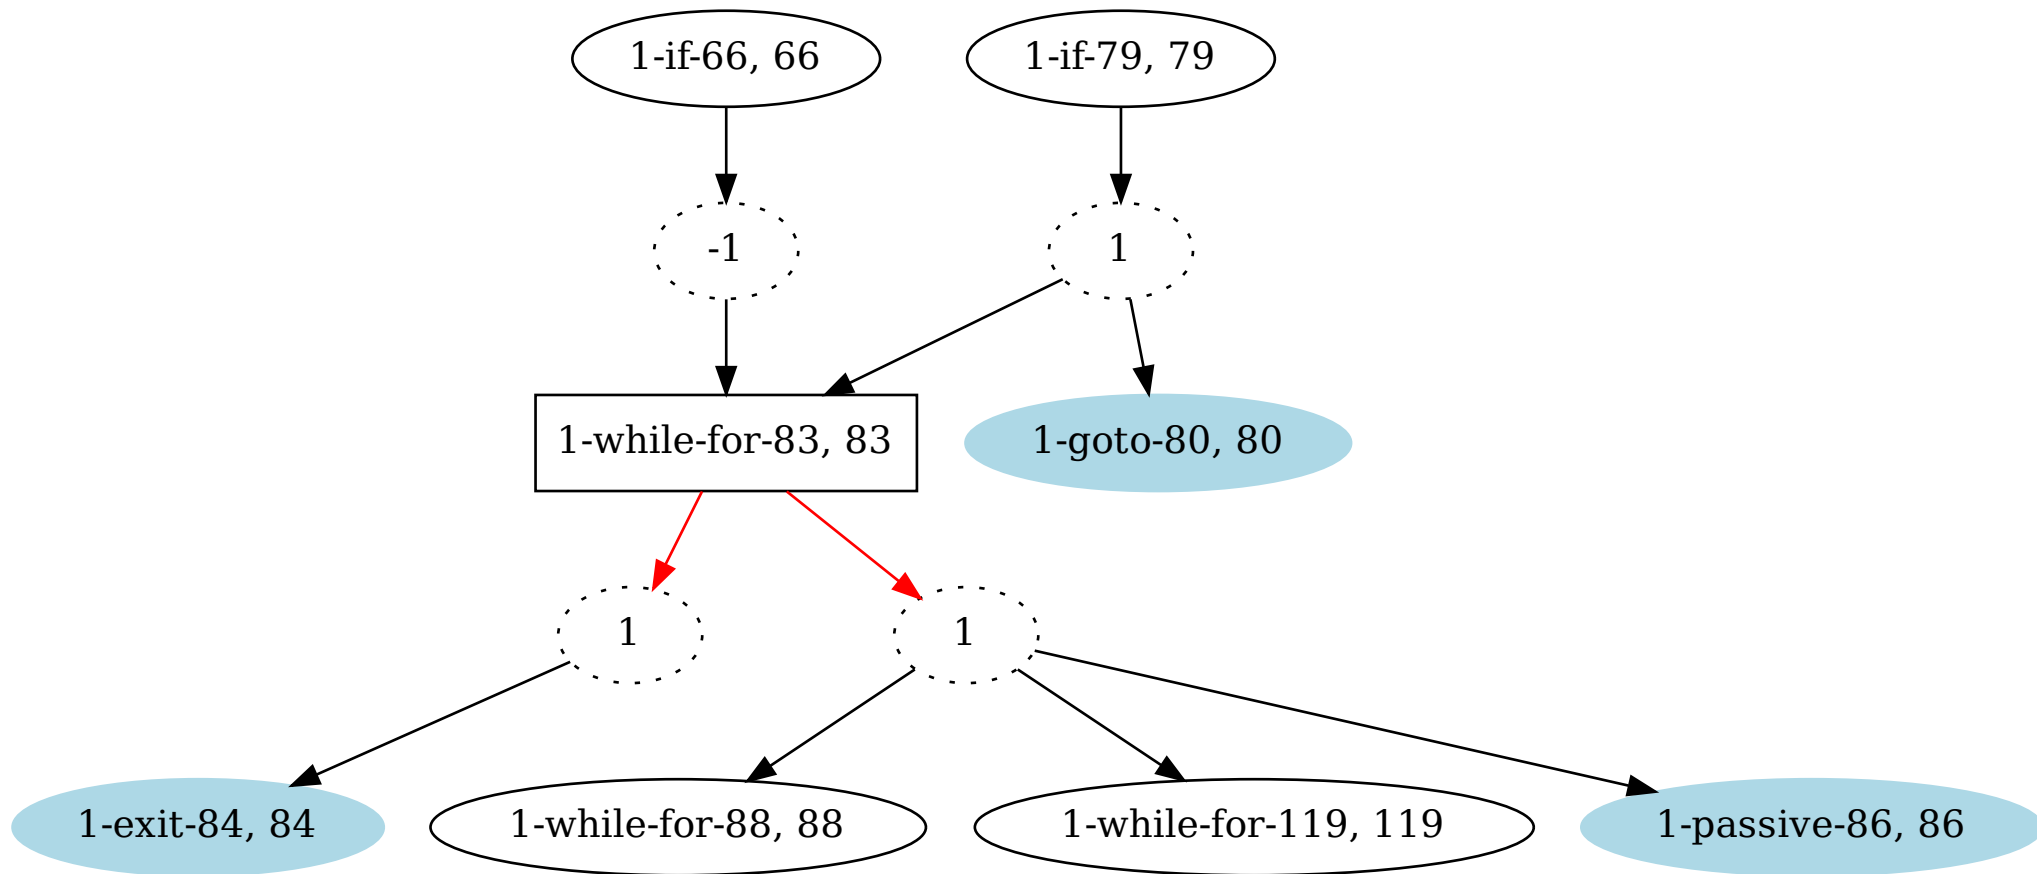 1-if-66, 66
1-if-79, 79
-1
1
1-while-for-83, 83
1-goto-80, 80
1
1
1-exit-84, 84
1-while-for-88, 88
1-while-for-119, 119
1-passive-86, 86